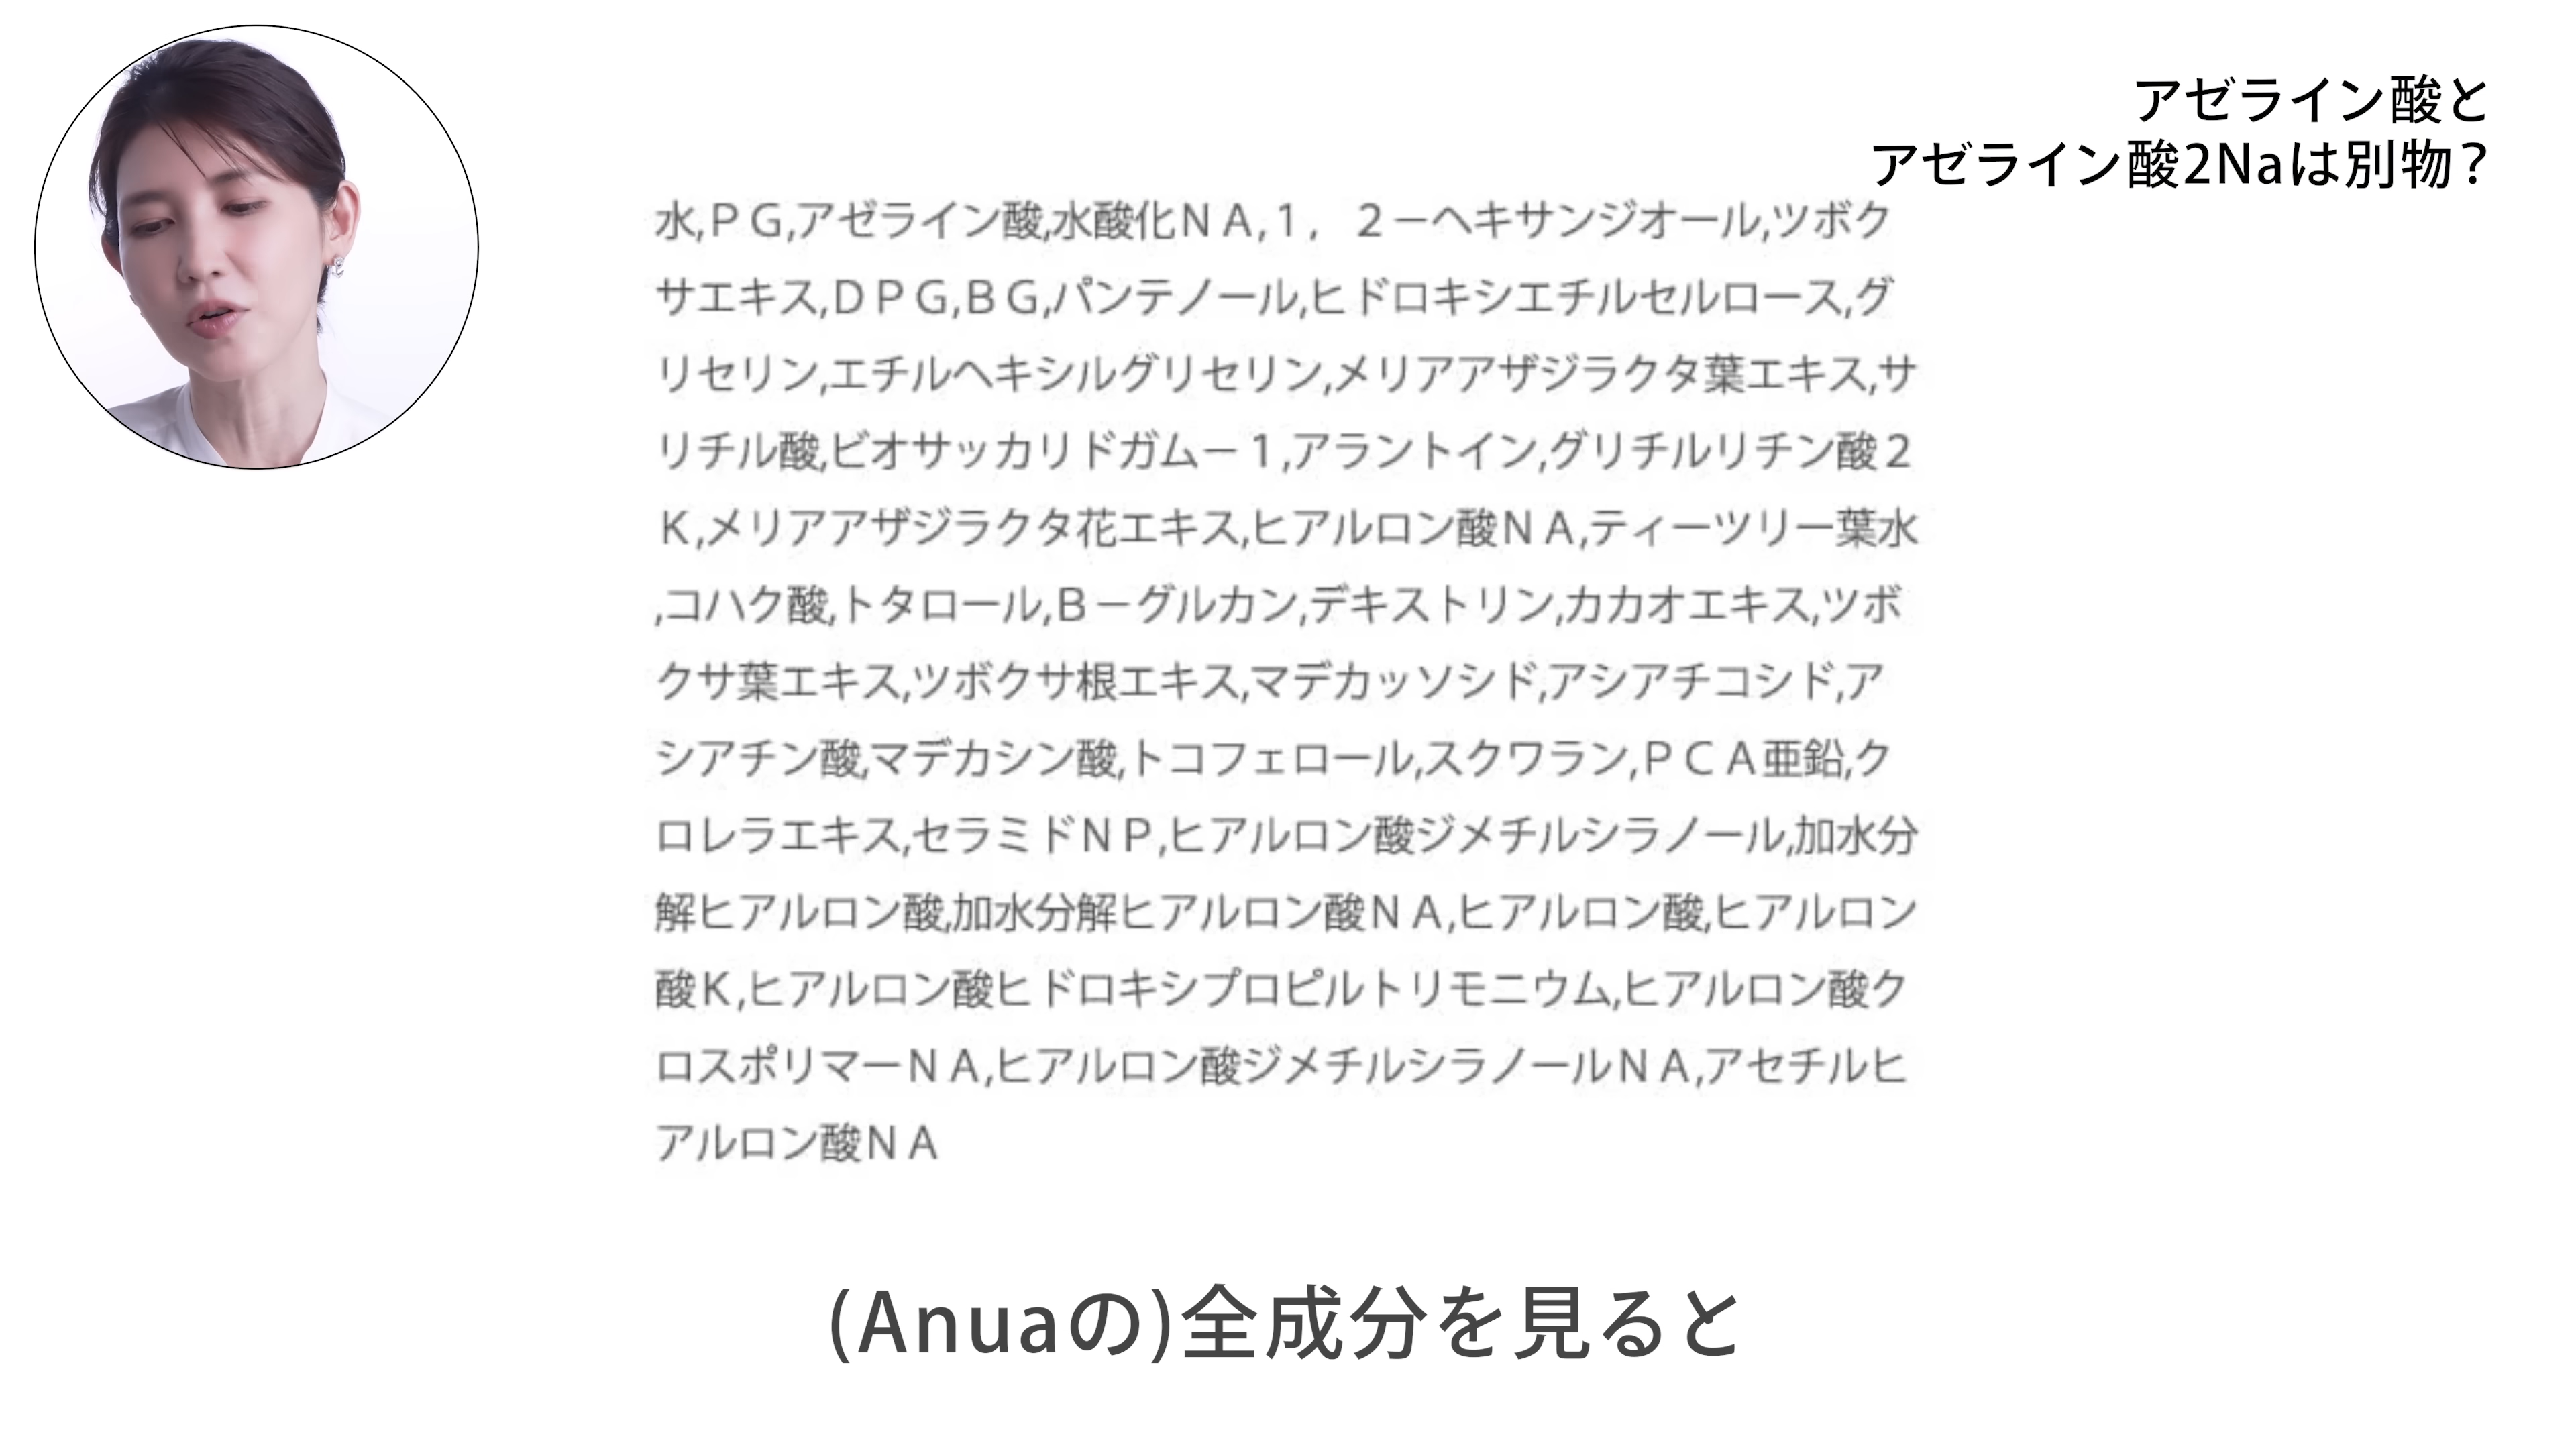 アゼライン酸と
アゼライン酸2Naは別物？
水,ＰＧ,アゼライン酸,水酸化ＮＡ,１，２－ヘキサンジオール,ツボク
サエキス,ＤＰＧ,ＢＧ,パンテノール,ヒドロキシエチルセルロース,グ
リセリン,エチルヘキシルグリセリン,メリアアザジラクタ葉エキス,サ
リチル酸,ビオサッカリドガム－１,アラントイン,グリチルリチン酸２
Ｋ,メリアアザジラクタ花エキス,ヒアルロン酸ＮＡ,ティーツリー葉水
,コハク酸,トタロール,Ｂ－グルカン,デキストリン,カカオエキス,ツボ
クサ葉エキス,ツボクサ根エキス,マデカッソシド,アシアチコシド,ア
シアチン酸,マデカシン酸,トコフェロール,スクワラン,ＰＣＡ亜鉛,ク
ロレラエキス,セラミドＮＰ,ヒアルロン酸ジメチルシラノール,加水分
解ヒアルロン酸,加水分解ヒアルロン酸ＮＡ,ヒアルロン酸,ヒアルロン
酸Ｋ,ヒアルロン酸ヒドロキシプロピルトリモニウム,ヒアルロン酸ク
ロスポリマーＮＡ,ヒアルロン酸ジメチルシラノールＮＡ,アセチルヒ
アルロン酸ＮＡ
(Anuaの)全成分を見ると